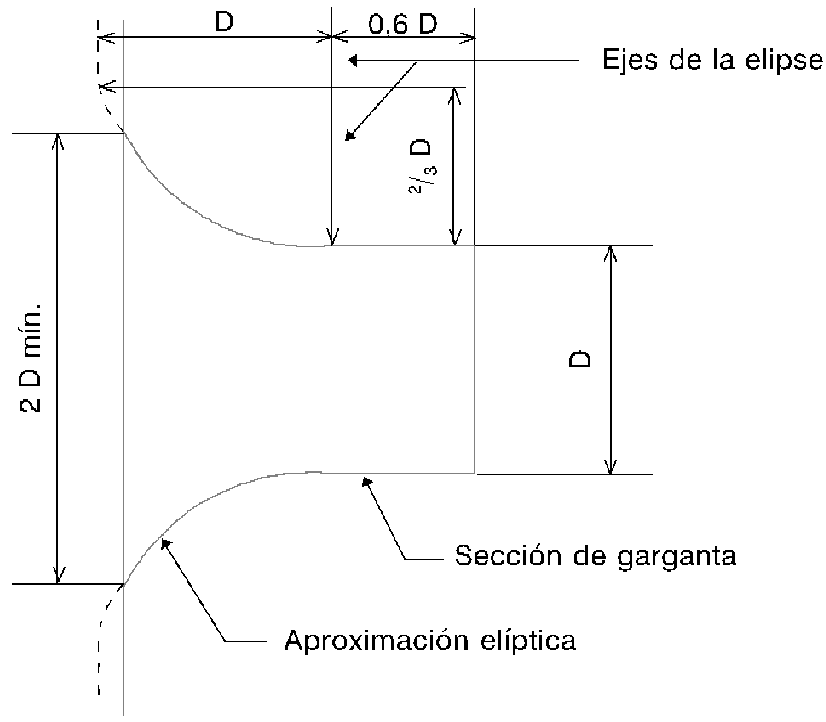 D
0.6 D
Ejes de la elipse
2/3 D
2 D mín.
D
Sección de garganta
Aproximación elíptica